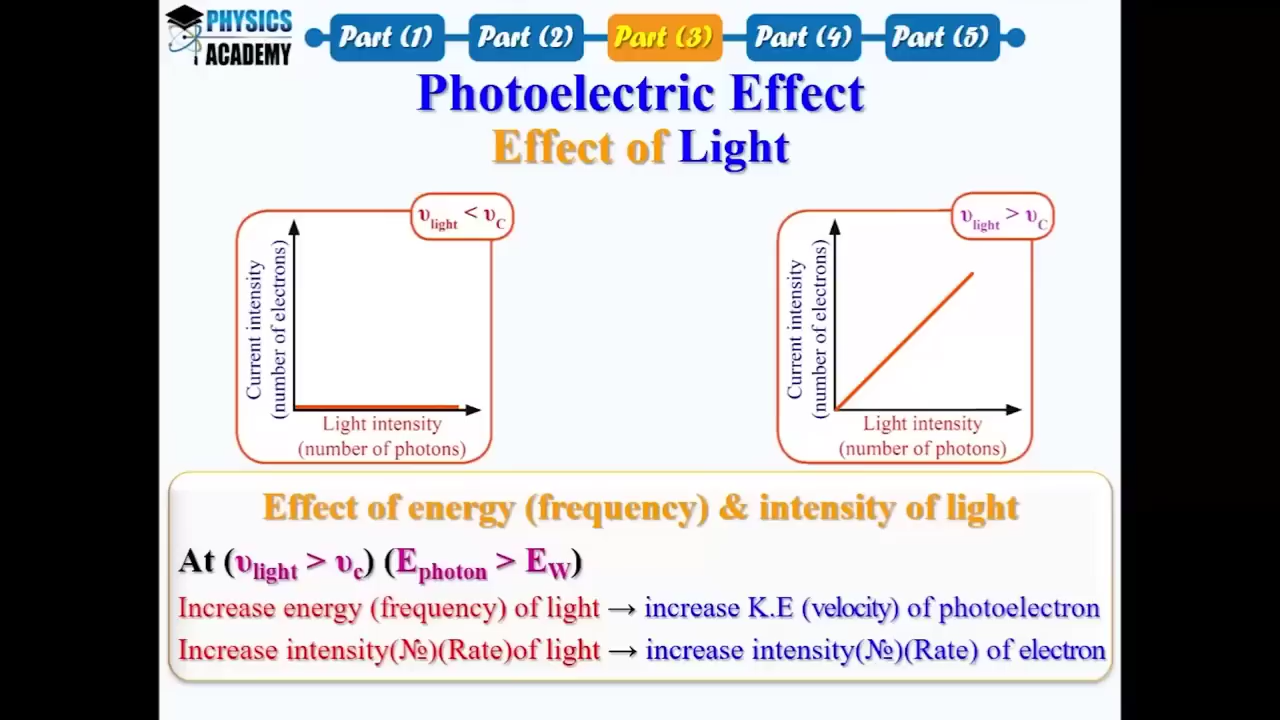 PHYSICS
ACADEMY
Part (1) Part (2) Part (3) Part (4) Part (5)
Photoelectric Effect
Effect of Light
υlight < υC
Current intensity
(number of electrons)
Light intensity
(number of photons)
υlight > υC
Current intensity
(number of electrons)
Light intensity
(number of photons)
Effect of energy (frequency) & intensity of light
At (υlight > υc) (Ephoton > EW)
Increase energy (frequency) of light → increase K.E (velocity) of photoelectron
Increase intensity(№)(Rate)of light → increase intensity(№)(Rate) of electron